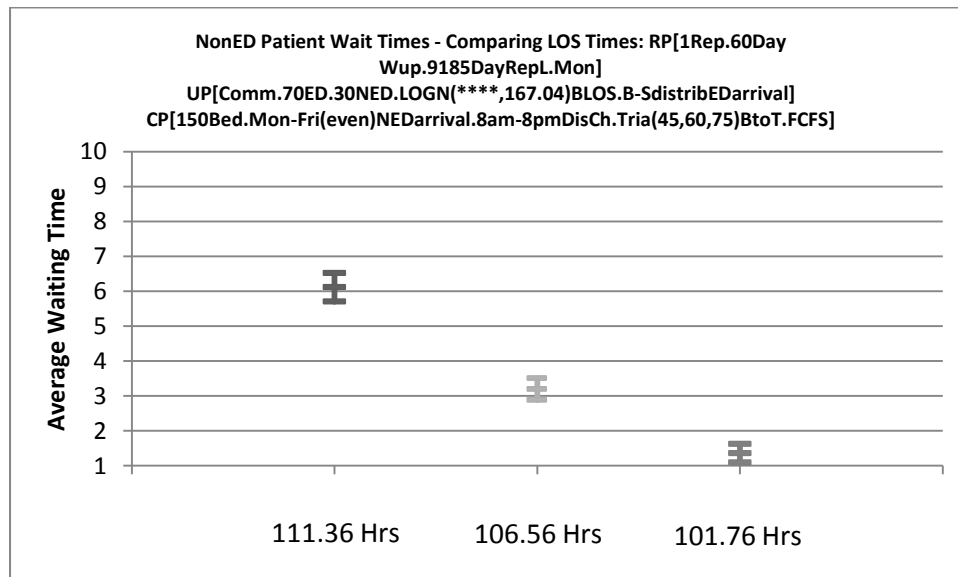 NonED Patient Wait Times - Comparing LOS Times: RP[1Rep.60Day
Wup.9185DayRepL.Mon]
UP[Comm.70ED.30NED.LOGN(****,167.04)BLOS.B-SdistribEDarrival]
CP[150Bed.Mon-Fri(even)NEDarrival.8am-8pmDisCh.Tria(45,60,75)BtoT.FCFS]
Average Waiting Time
10
9
8
7
6
5
4
3
2
1
111.36 Hrs
106.56 Hrs
101.76 Hrs